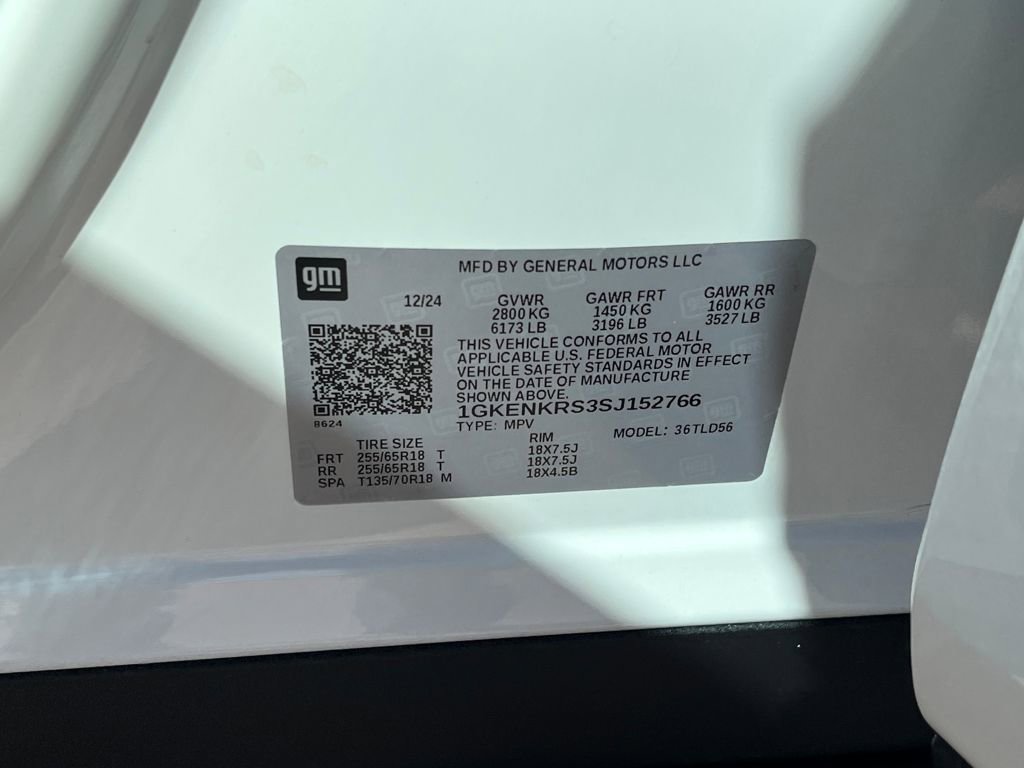 gm
MFD BY GENERAL MOTORS LLC
12/24
GVWR
2800 KG
6173 LB
GAWR FRT
1450 KG
3196 LB
GAWR RR
1600 KG
3527 LB
THIS VEHICLE CONFORMS TO ALL
APPLICABLE U.S. FEDERAL MOTOR
VEHICLE SAFETY STANDARDS IN EFFECT
ON THE DATE OF MANUFACTURE
SHOWN ABOVE.
1GKENKRS3SJ152766
TYPE: MPV
MODEL: 36TLD56
8624
TIRE SIZE RIM
FRT 255/65R18 T 18X7.5J
RR 255/65R18 T 18X7.5J
SPA T135/70R18 M 18X4.5B